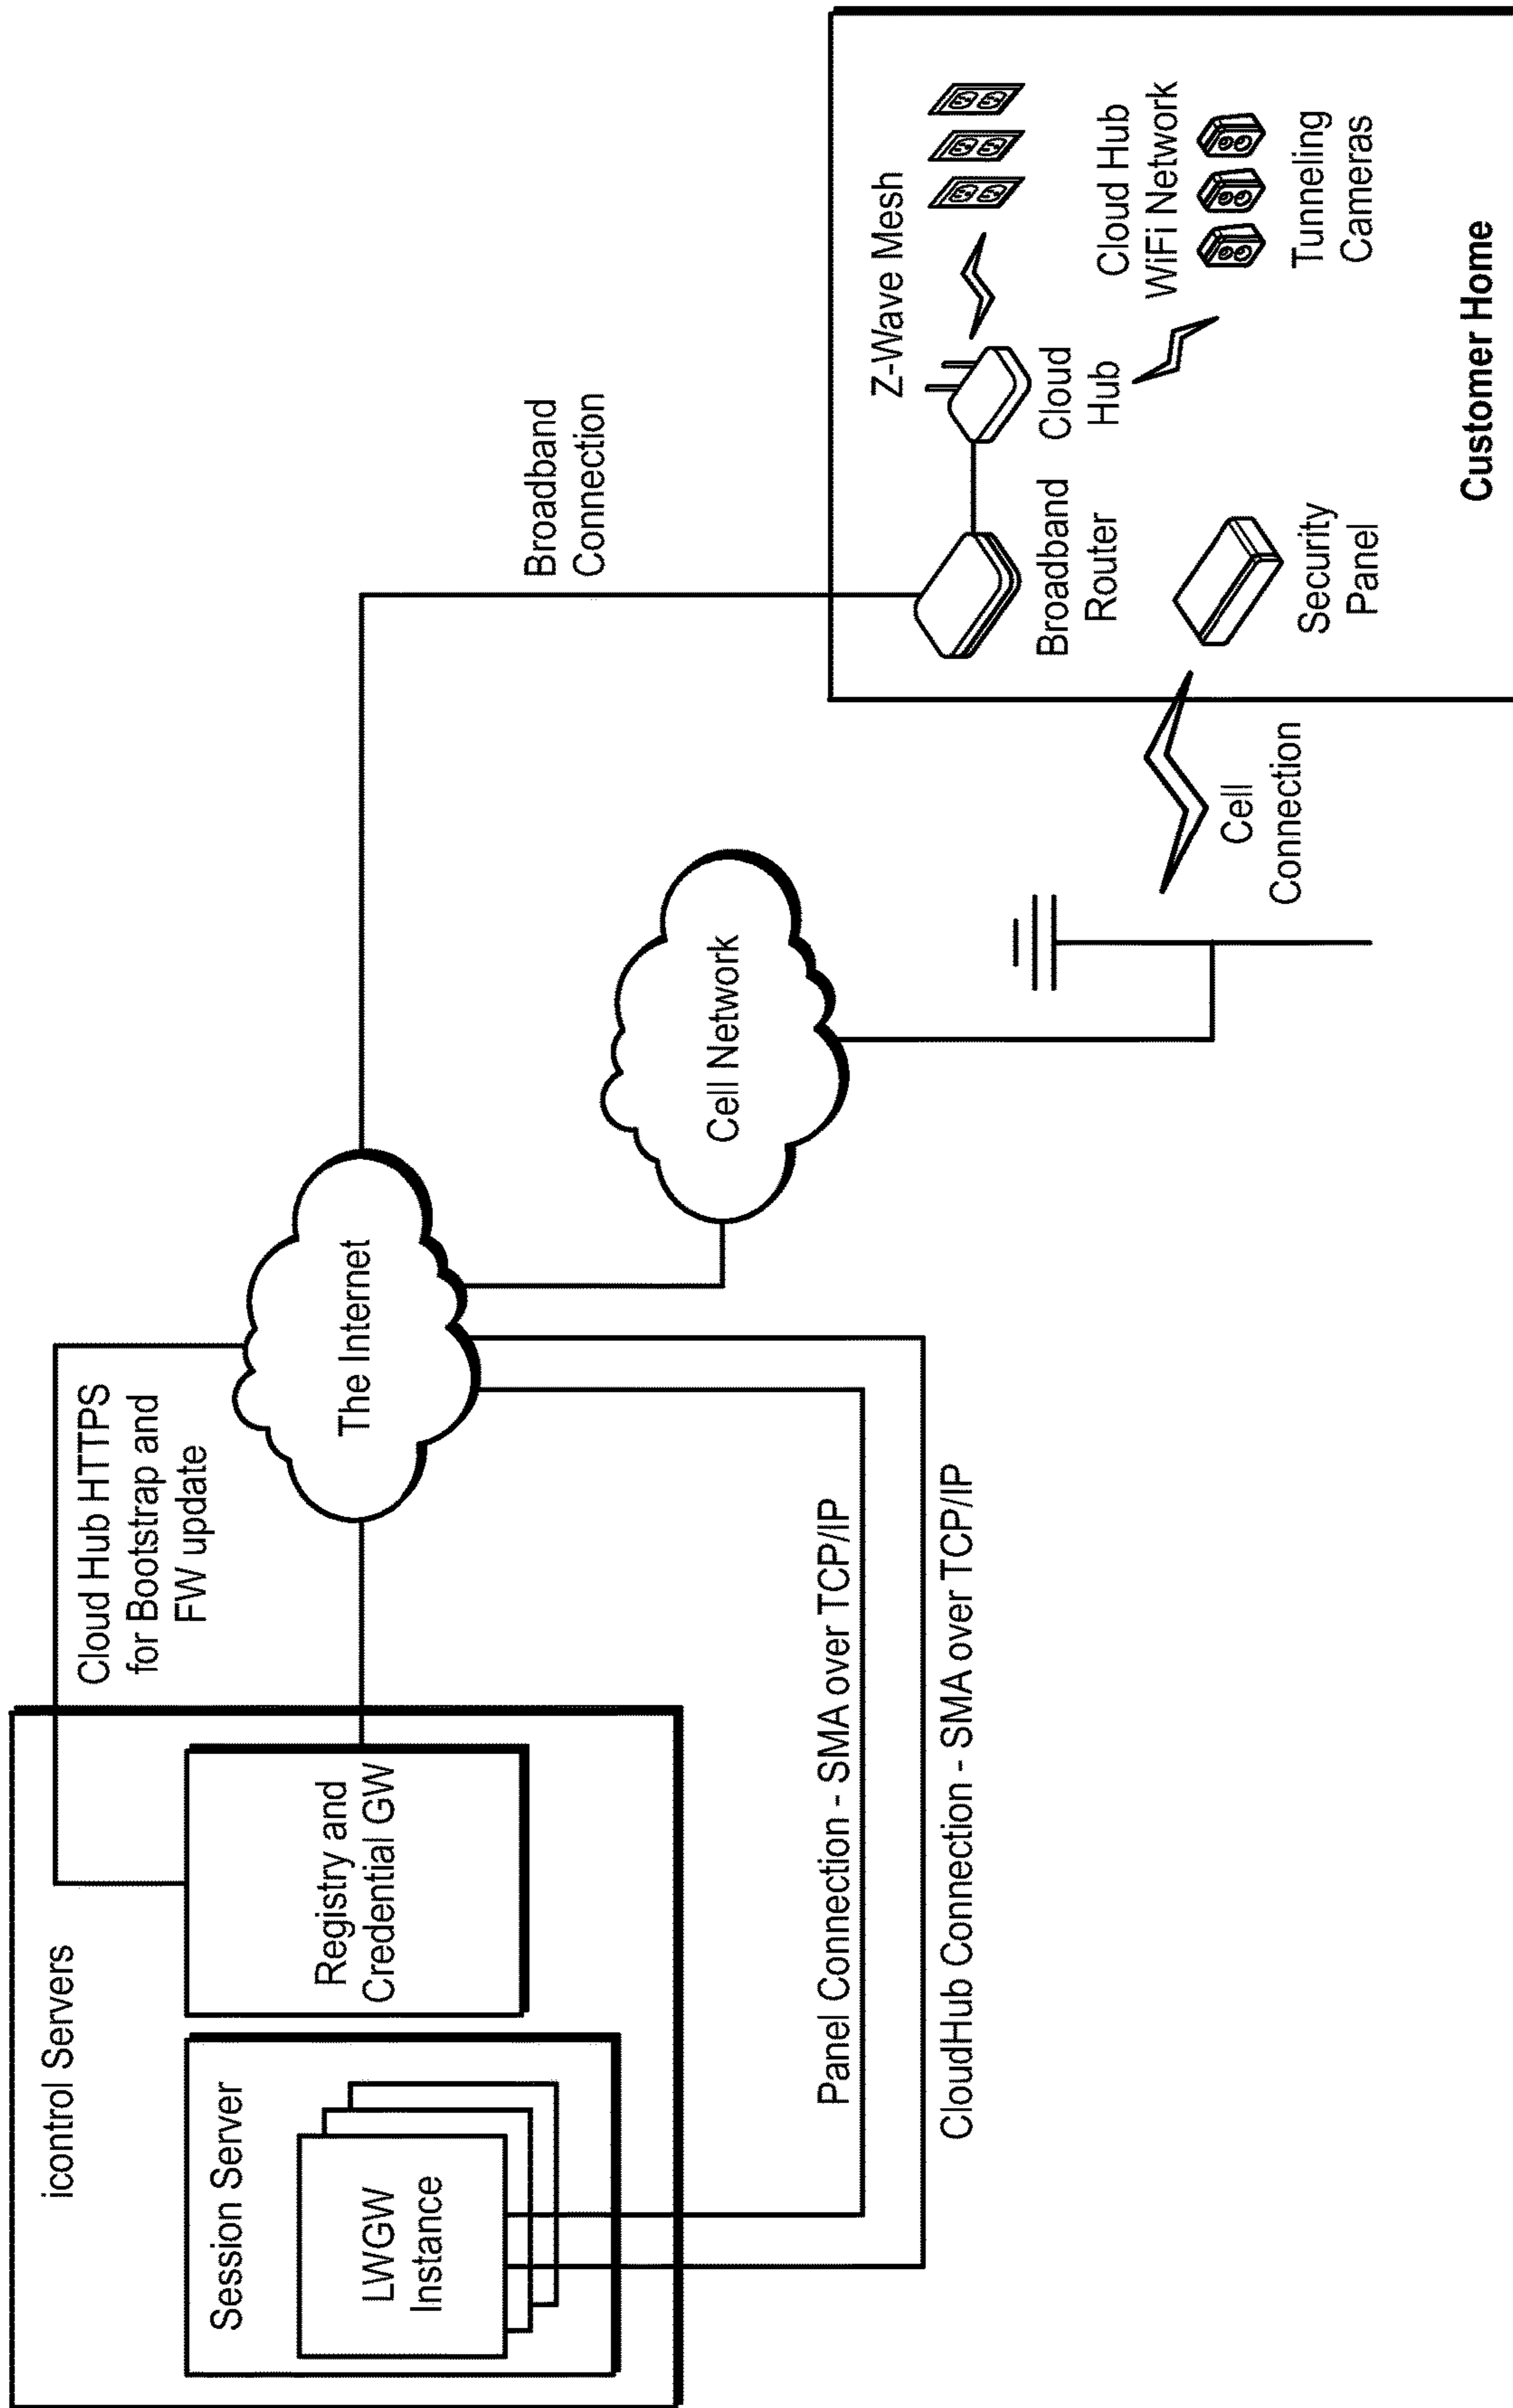 icontrol Servers
Session Server
LWGW
Instance
Registry and
Credential GW
Cloud Hub HTTPS
for Bootstrap and
FW update
The Internet
Panel Connection - SMA over TCP/IP
CloudHub Connection - SMA over TCP/IP
Cell Network
Broadband
Connection
Cell
Connection
Z-Wave Mesh
Broadband
Router
Cloud
Hub
Cloud Hub
WiFi Network
Security
Panel
Tunneling
Cameras
Customer Home